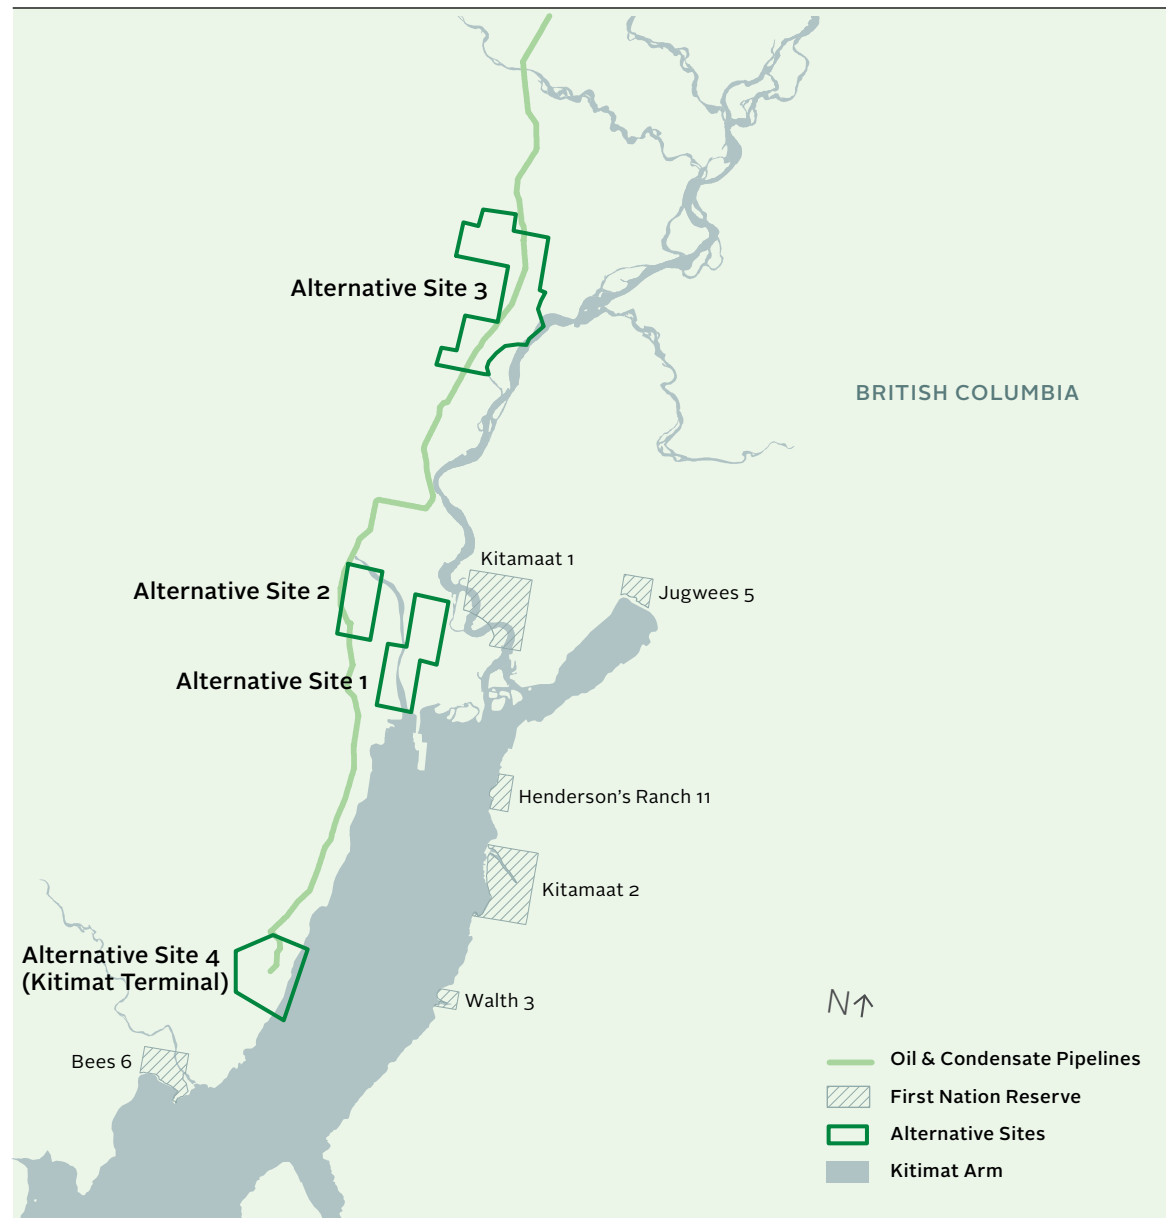 Alternative Site 3
BRITISH COLUMBIA
Kitamaat 1
Alternative Site 2
Jugwees 5
Alternative Site 1
Henderson's Ranch 11
Kitamaat 2
Alternative Site 4
(Kitimat Terminal)
Walth 3
N
Bees 6
Oil & Condensate Pipelines
First Nation Reserve
Alternative Sites
Kitimat Arm